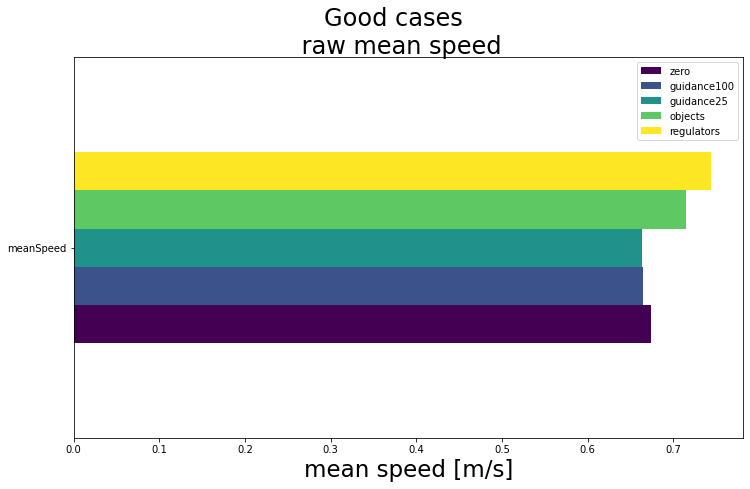 Good cases
raw mean speed
zero
guidance100
guidance25
objects
regulators
meanSpeed
0.0 0.1 0.2 0.3 0.4 0.5 0.6 0.7
mean speed [m/s]